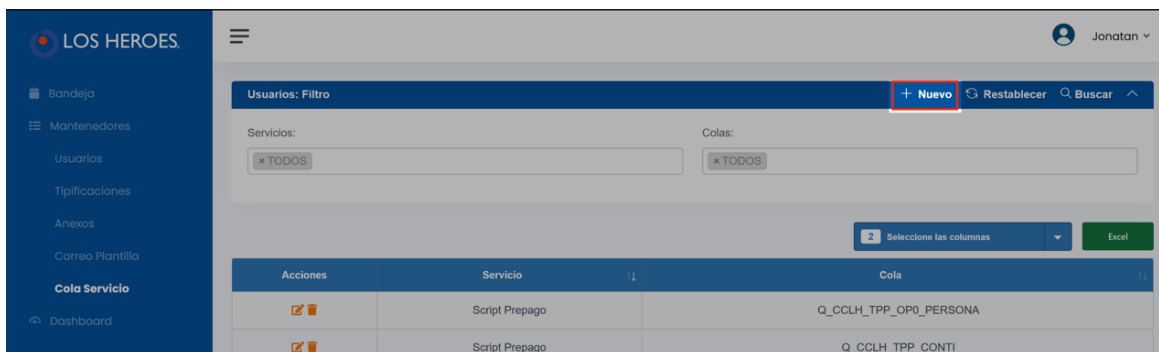 LOS HEROES.
Jonatan
Bandeja
Mantenedores
Usuarios
Tipificaciones
Anexos
Correo Plantilla
Cola Servicio
Dashboard
Usuarios: Filtro
+ Nuevo Restablecer Buscar
Servicios: Colas:
× TODOS × TODOS
2 Seleccione las columnas Excel
Acciones Servicio Cola
Script Prepago Q_CCLH_TPP_OP0_PERSONA
Script Prepago Q_CCLH_TPP_CONTI